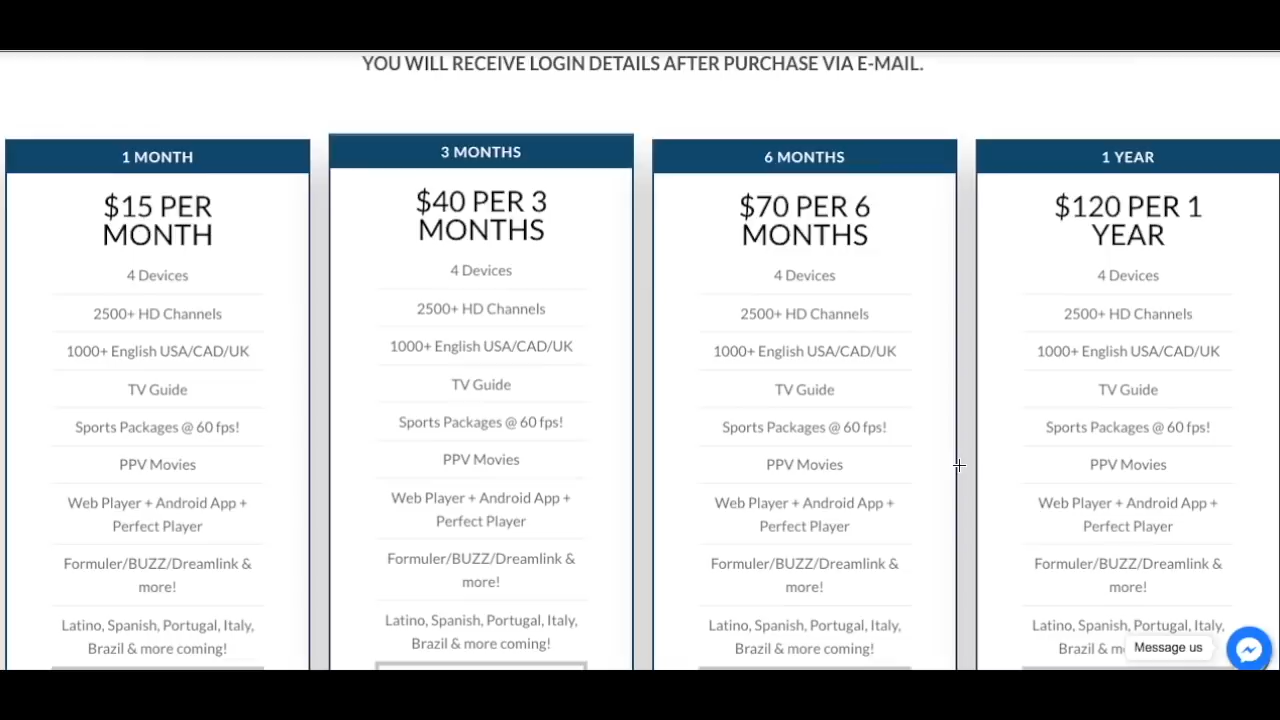 YOU WILL RECEIVE LOGIN DETAILS AFTER PURCHASE VIA E-MAIL.
1 MONTH
$15 PER
MONTH
4 Devices
2500+ HD Channels
1000+ English USA/CAD/UK
TV Guide
Sports Packages @ 60 fps!
PPV Movies
Web Player + Android App +
Perfect Player
Formuler/BUZZ/Dreamlink &
more!
Latino, Spanish, Portugal, Italy,
Brazil & more coming!
3 MONTHS
$40 PER 3
MONTHS
4 Devices
2500+ HD Channels
1000+ English USA/CAD/UK
TV Guide
Sports Packages @ 60 fps!
PPV Movies
Web Player + Android App +
Perfect Player
Formuler/BUZZ/Dreamlink &
more!
Latino, Spanish, Portugal, Italy,
Brazil & more coming!
6 MONTHS
$70 PER 6
MONTHS
4 Devices
2500+ HD Channels
1000+ English USA/CAD/UK
TV Guide
Sports Packages @ 60 fps!
PPV Movies
Web Player + Android App +
Perfect Player
Formuler/BUZZ/Dreamlink &
more!
Latino, Spanish, Portugal, Italy,
Brazil & more coming!
1 YEAR
$120 PER 1
YEAR
4 Devices
2500+ HD Channels
1000+ English USA/CAD/UK
TV Guide
Sports Packages @ 60 fps!
PPV Movies
Web Player + Android App +
Perfect Player
Formuler/BUZZ/Dreamlink &
more!
Latino, Spanish, Portugal, Italy,
Brazil &
Message us